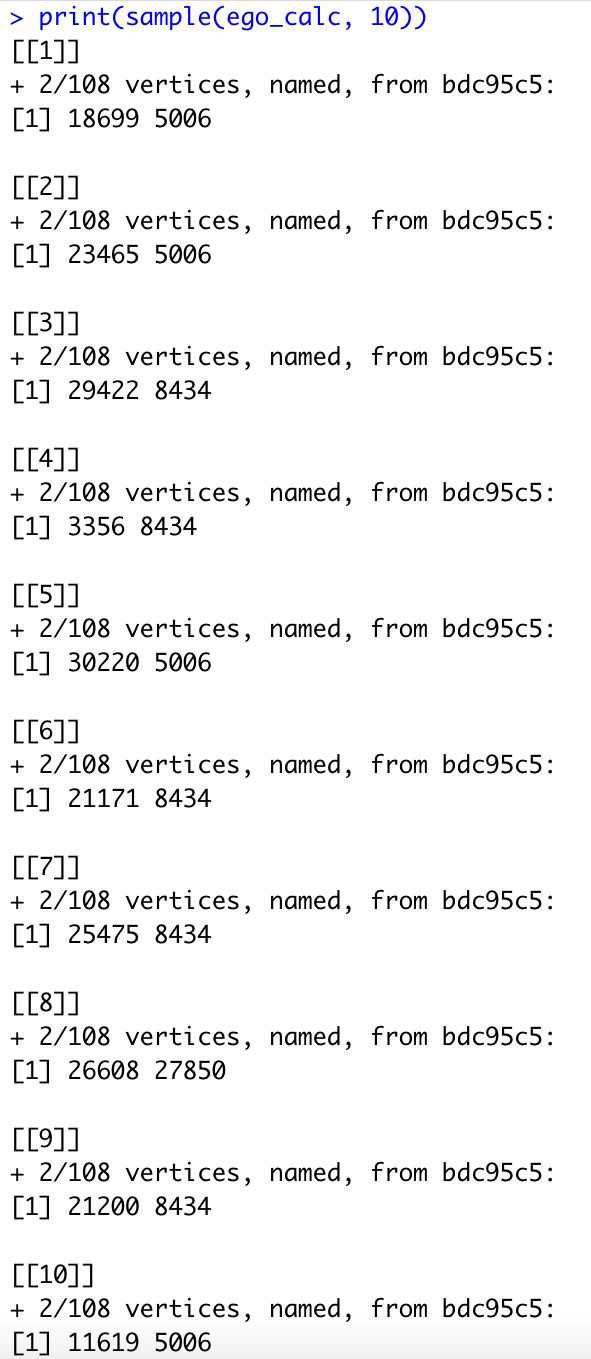 > print(sample(ego_calc, 10))
[[1]]
+ 2/108 vertices, named, from bdc95c5:
[1] 18699 5006
[[2]]
+ 2/108 vertices, named, from bdc95c5:
[1] 23465 5006
[[3]]
+ 2/108 vertices, named, from bdc95c5:
[1] 29422 8434
[[4]]
+ 2/108 vertices, named, from bdc95c5:
[1] 3356 8434
[[5]]
+ 2/108 vertices, named, from bdc95c5:
[1] 30220 5006
[[6]]
+ 2/108 vertices, named, from bdc95c5:
[1] 21171 8434
[[7]]
+ 2/108 vertices, named, from bdc95c5:
[1] 25475 8434
[[8]]
+ 2/108 vertices, named, from bdc95c5:
[1] 26608 27850
[[9]]
+ 2/108 vertices, named, from bdc95c5:
[1] 21200 8434
[[10]]
+ 2/108 vertices, named, from bdc95c5:
[1] 11619 5006